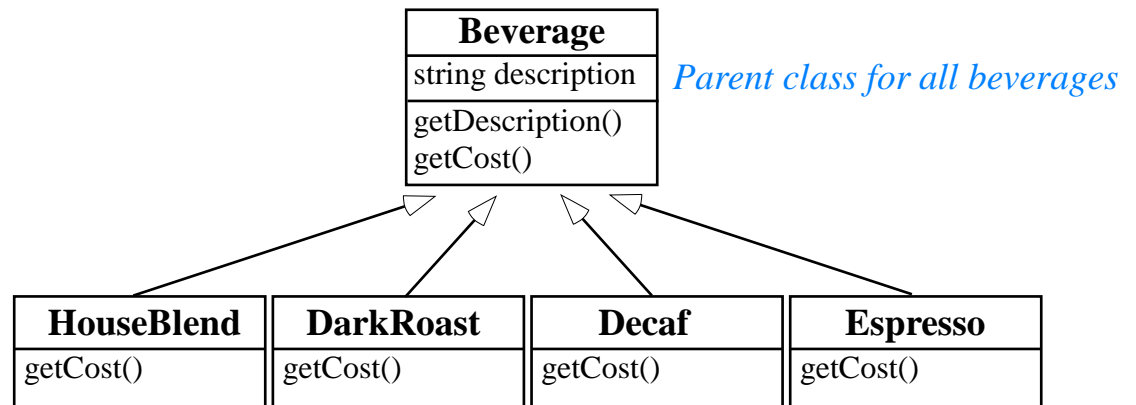 Beverage
string description
Parent class for all beverages
getDescription()
getCost()
HouseBlend
DarkRoast
Decaf
Espresso
getCost()
getCost()
getCost()
getCost()